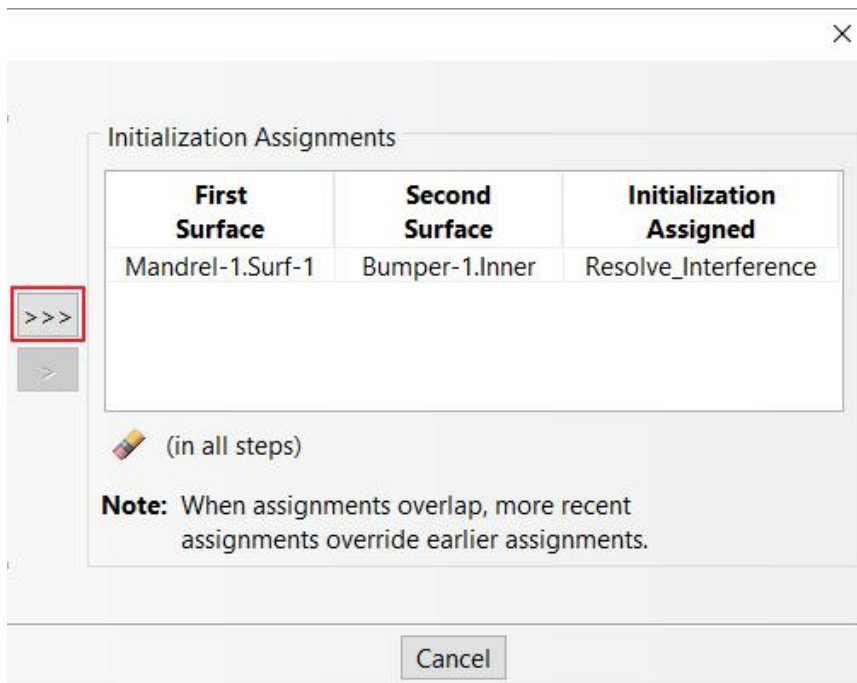 Initialization Assignments
First Surface
Second Surface
Initialization Assigned
Mandrel-1.Surf-1 Bumper-1.Inner Resolve_Interference
>>>
>
(in all steps)
Note: When assignments overlap, more recent
assignments override earlier assignments.
Cancel